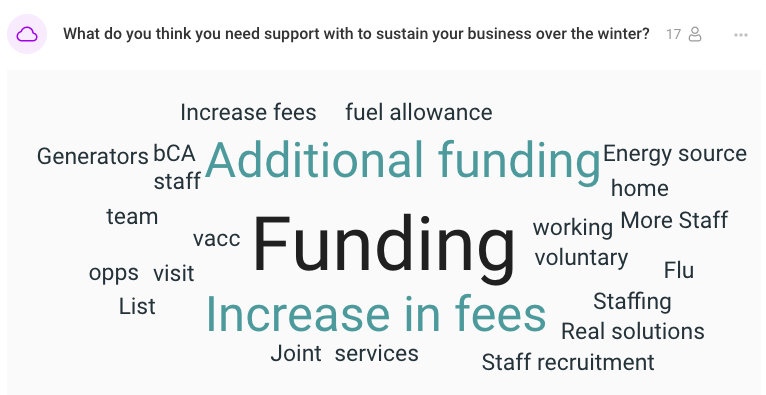 What do you think you need support with to sustain your business over the winter? 17
Increase fees fuel allowance
Generators bCA Additional funding Energy source
staff home
team More Staff
vacc Funding working
voluntary
opps visit Flu
List Increase in fees Staffing
Real solutions
Joint services Staff recruitment